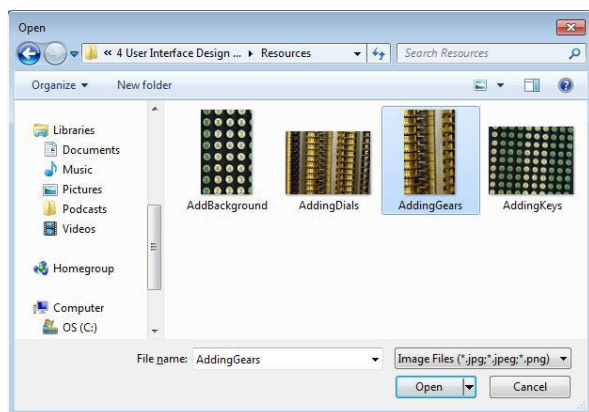 Open
« 4 User Interface Design ... ▸ Resources
Search Resources
Organize
New folder
Libraries
Documents
Music
Pictures
Podcasts
Videos
Homegroup
Computer
OS (C:)
AddBackground
AddingDials
AddingGears
AddingKeys
File name: AddingGears
Image Files (*.jpg;*.jpeg;*.png)
Open
Cancel